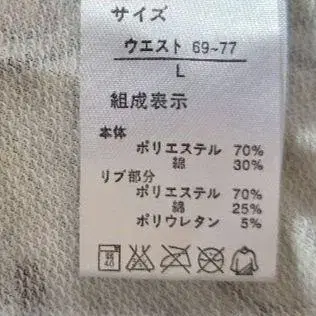 サイズ
ウエスト 69~77
L
組成表示
本体
ポリエステル 70%
綿 30%
リブ部分
ポリエステル 70%
綿 25%
ポリウレタン 5%
弱
40